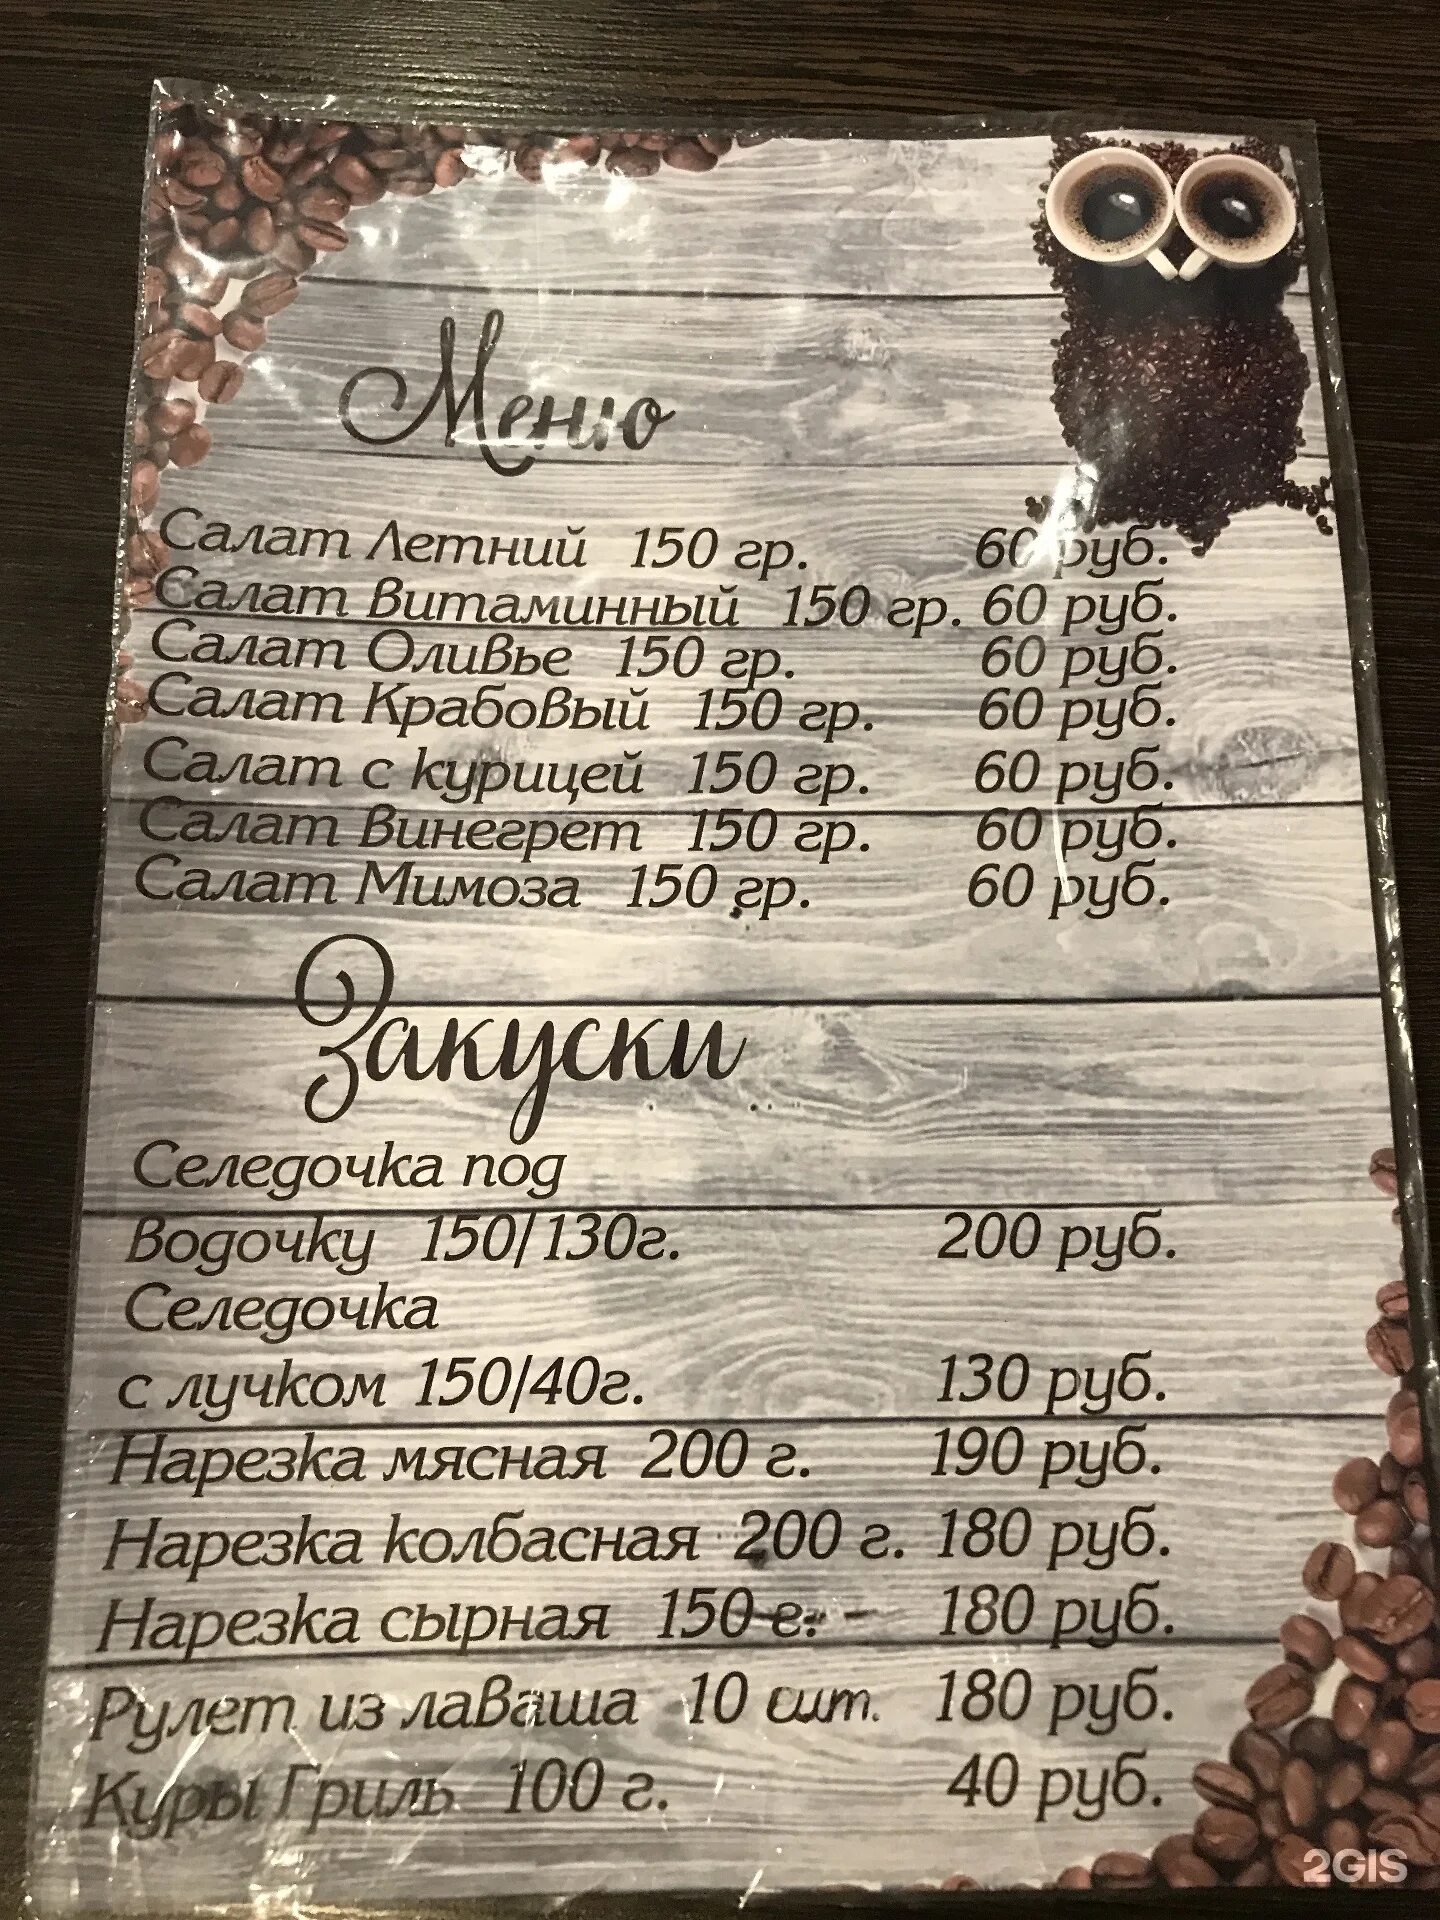 Меню
Салат Летний 150 гр. 60 руб.
Салат Витаминный 150 гр. 60 руб.
Салат Оливье 150 гр. 60 руб.
Салат Крабовый 150 гр. 60 руб.
Салат с курицей 150 гр. 60 руб.
Салат Винегрет 150 гр. 60 руб.
Салат Мимоза 150 гр. 60 руб.
Закуски
Селедочка под
Водочку 150/130г. 200 руб.
Селедочка
с лучком 150/40г. 130 руб.
Нарезка мясная 200 г. 190 руб.
Нарезка колбасная 200 г. 180 руб.
Нарезка сырная 150 г. 180 руб.
Рулет из лаваша 10 шт. 180 руб.
Куры Гриль 100 г. 40 руб.
2GIS